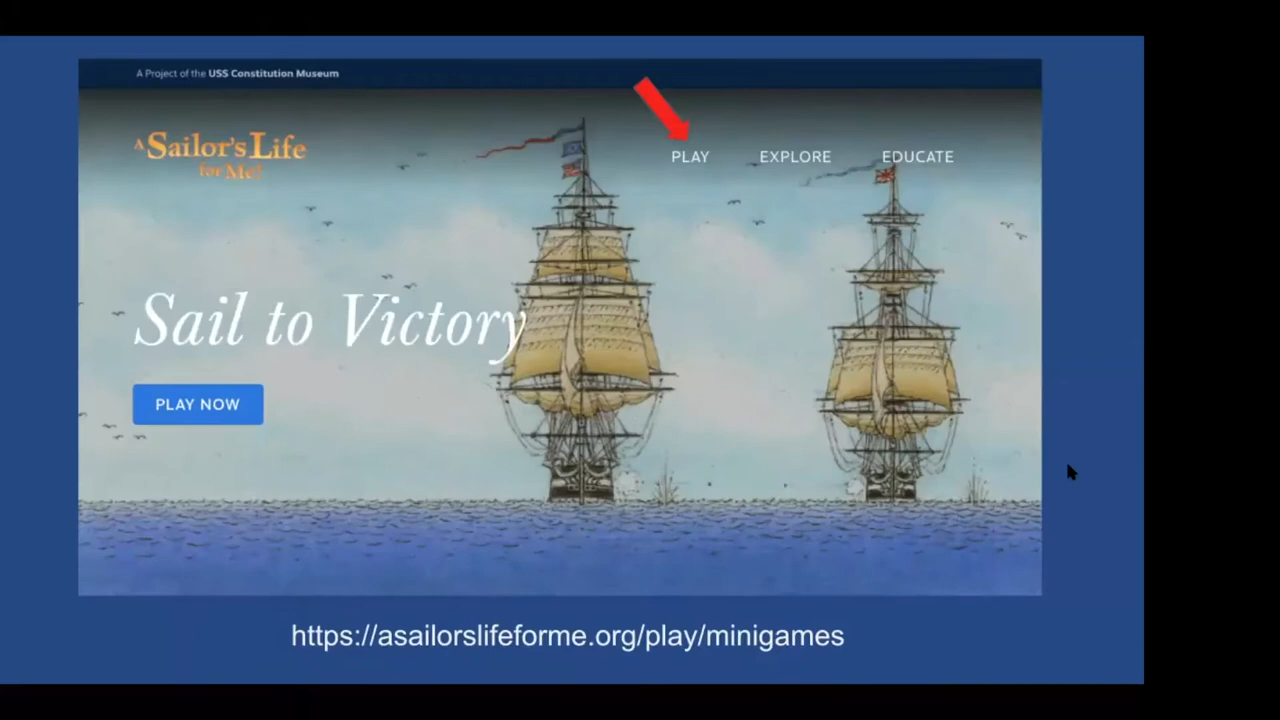 A Project of the USS Constitution Museum
A Sailor's Life
for Me!
PLAY EXPLORE EDUCATE
Sail to Victory
PLAY NOW
https://asailorslifeforme.org/play/minigames